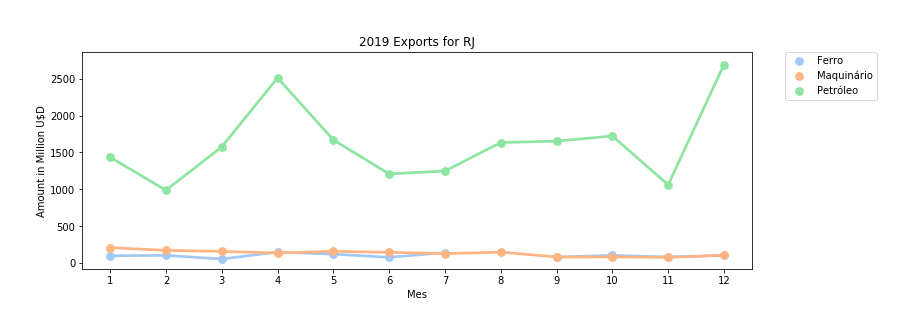 2019 Exports for RJ
Ferro
Maquinário
Petróleo
Amount in Million U$D
2500
2000
1500
1000
500
0
1 2 3 4 5 6 7 8 9 10 11 12
Mes